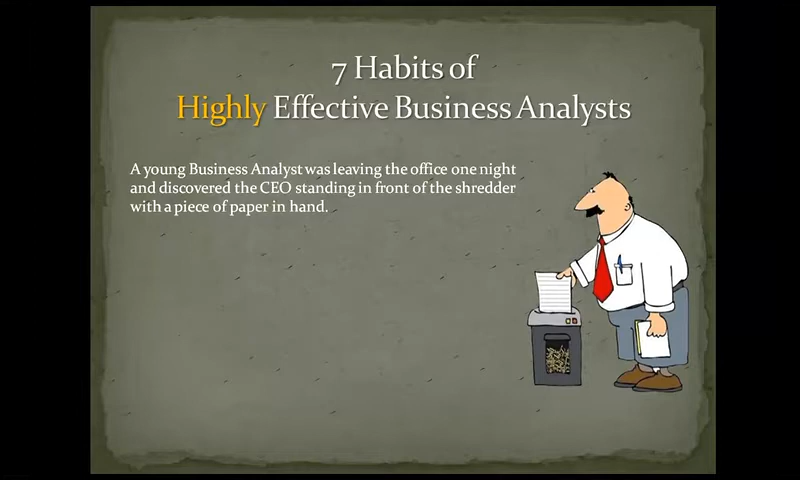 7 Habits of
Highly Effective Business Analysts
A young Business Analyst was leaving the office one night
and discovered the CEO standing in front of the shredder
with a piece of paper in hand.